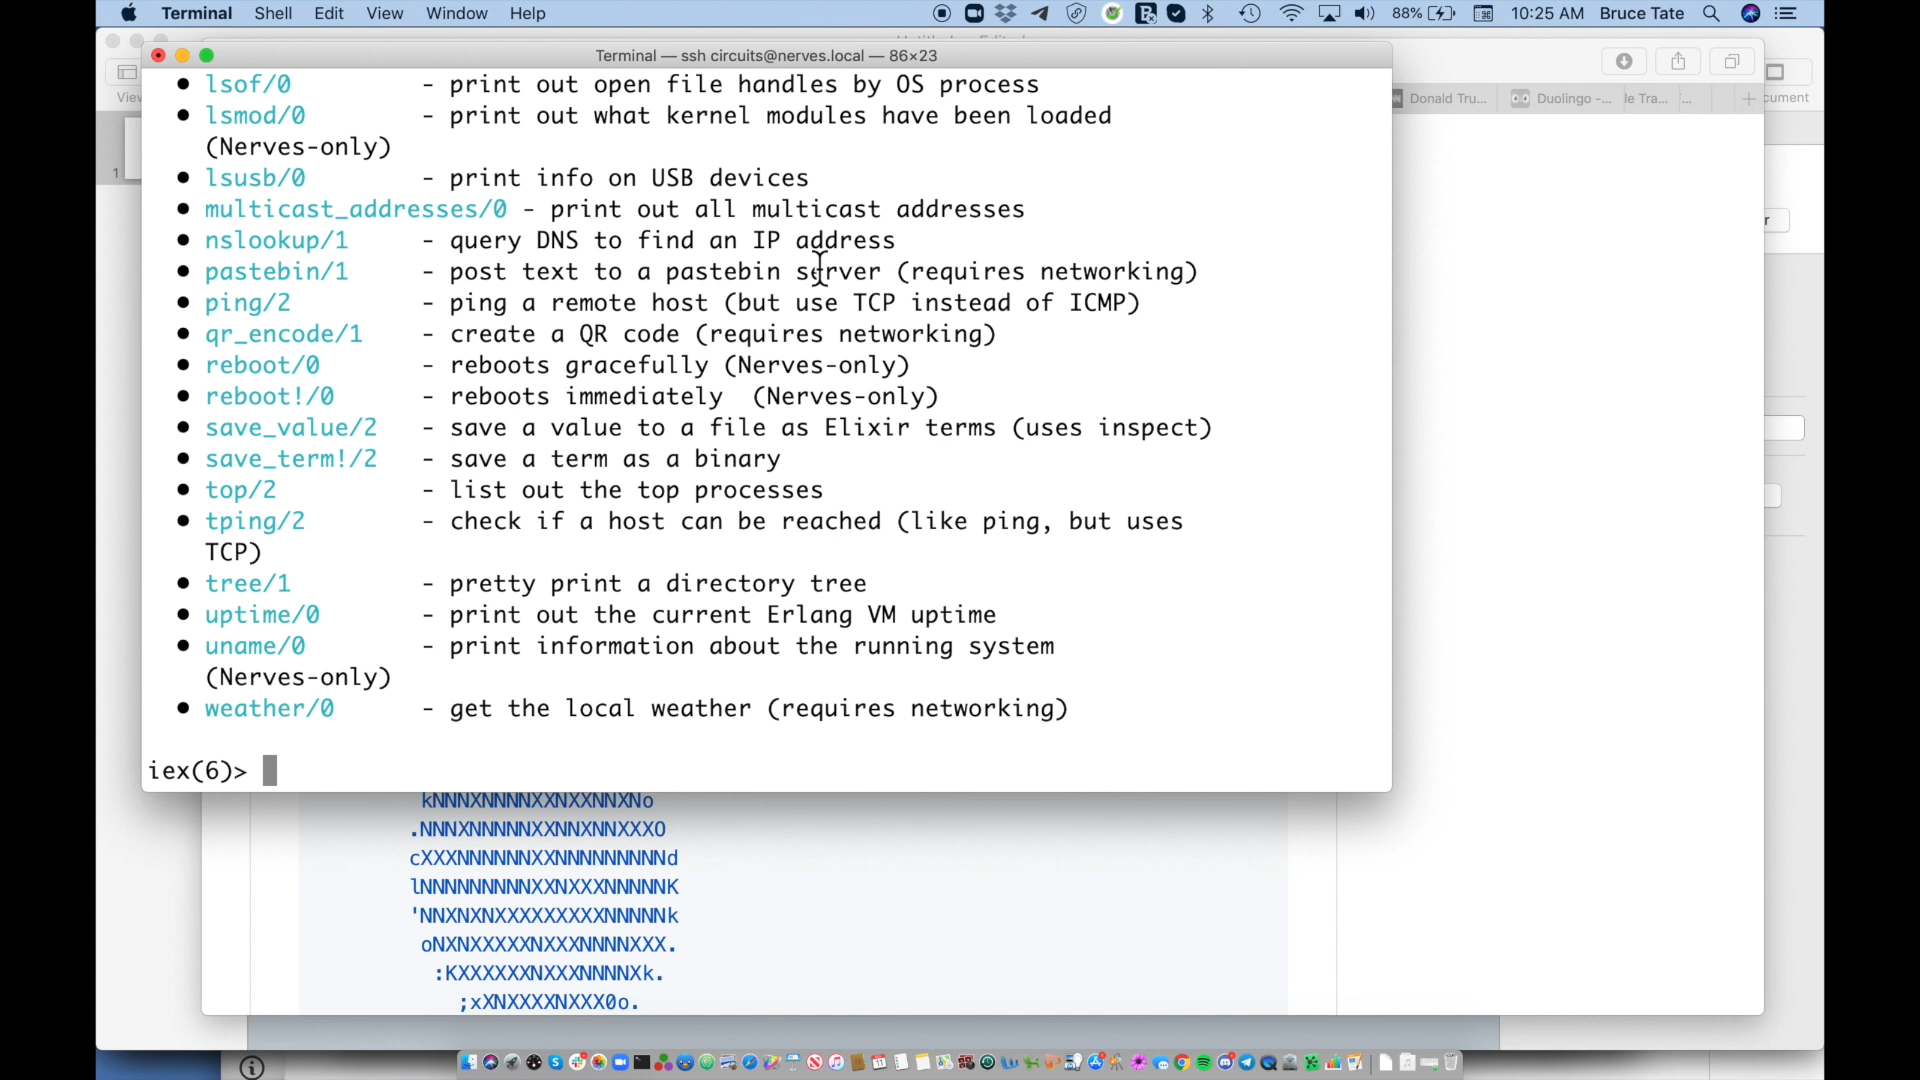 Terminal Shell Edit View Window Help 88% 10:25 AM Bruce Tate
Terminal — ssh circuits@nerves.local — 86×23
Donald Tru... Duolingo -... le Tra...
View
cument
1
r
• lsof/0 - print out open file handles by OS process
• lsmod/0 - print out what kernel modules have been loaded
(Nerves-only)
• lsusb/0 - print info on USB devices
• multicast_addresses/0 - print out all multicast addresses
• nslookup/1 - query DNS to find an IP address
• pastebin/1 - post text to a pastebin server (requires networking)
• ping/2 - ping a remote host (but use TCP instead of ICMP)
• qr_encode/1 - create a QR code (requires networking)
• reboot/0 - reboots gracefully (Nerves-only)
• reboot!/0 - reboots immediately  (Nerves-only)
• save_value/2 - save a value to a file as Elixir terms (uses inspect)
• save_term!/2 - save a term as a binary
• top/2 - list out the top processes
• tping/2 - check if a host can be reached (like ping, but uses
TCP)
• tree/1 - pretty print a directory tree
• uptime/0 - print out the current Erlang VM uptime
• uname/0 - print information about the running system
(Nerves-only)
• weather/0 - get the local weather (requires networking)
iex(6)>
kNNNXNNNNNXXNXXNNXNo
.NNNXNNNNNXXNNXNNXXXO
cXXXNNNNNNXXNNNNNNNNNd
lNNNNNNNNNXXNXXXNNNNNK
'NNXNXNXXXXXXXXXNNNNNk
oNXNXXXXXNXXXNNNNXXX.
:KXXXXXXNXXXNNNNXk.
;xXNXXXXNXXX0o.